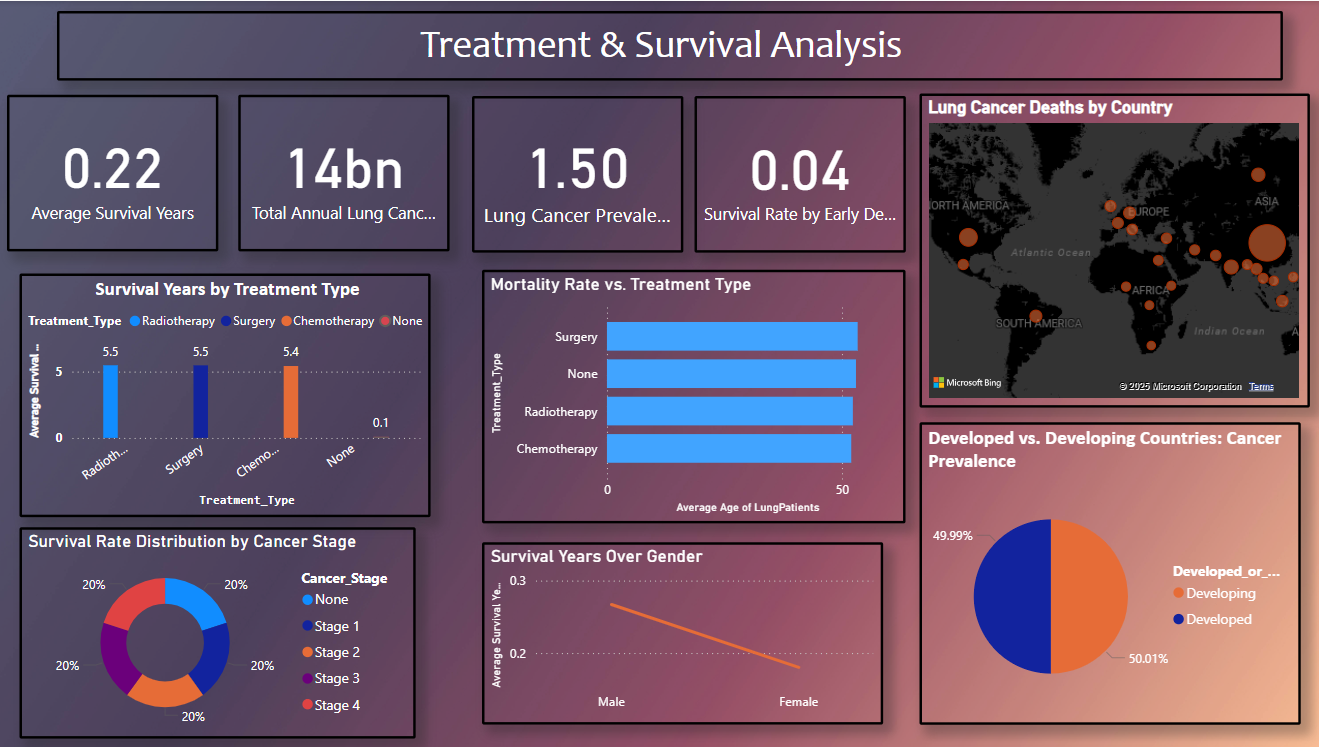 Treatment & Survival Analysis
0.22
Average Survival Years
14bn
Total Annual Lung Canc...
1.50
Lung Cancer Prevale...
0.04
Survival Rate by Early De...
Lung Cancer Deaths by Country
NORTH AMERICA
EUROPE
ASIA
Atlantic Ocean
AFRICA
SOUTH AMERICA
Indian Ocean
A
Microsoft Bing
© 2025 Microsoft Corporation Terms
Survival Years by Treatment Type
Treatment_Type Radiotherapy Surgery Chemotherapy None
Average Survival ...
5
0
5.5
5.5
5.4
0.1
Radioth...
Surgery
Chemo...
None
Treatment_Type
Mortality Rate vs. Treatment Type
Treatment_Type
Surgery
None
Radiotherapy
Chemotherapy
0
50
Average Age of LungPatients
Developed vs. Developing Countries: Cancer
Prevalence
49.99%
50.01%
Developed_or_...
Developing
Developed
Survival Rate Distribution by Cancer Stage
20%
20%
20%
20%
20%
Cancer_Stage
None
Stage 1
Stage 2
Stage 3
Stage 4
Survival Years Over Gender
Average Survival Ye...
0.3
0.2
Male
Female